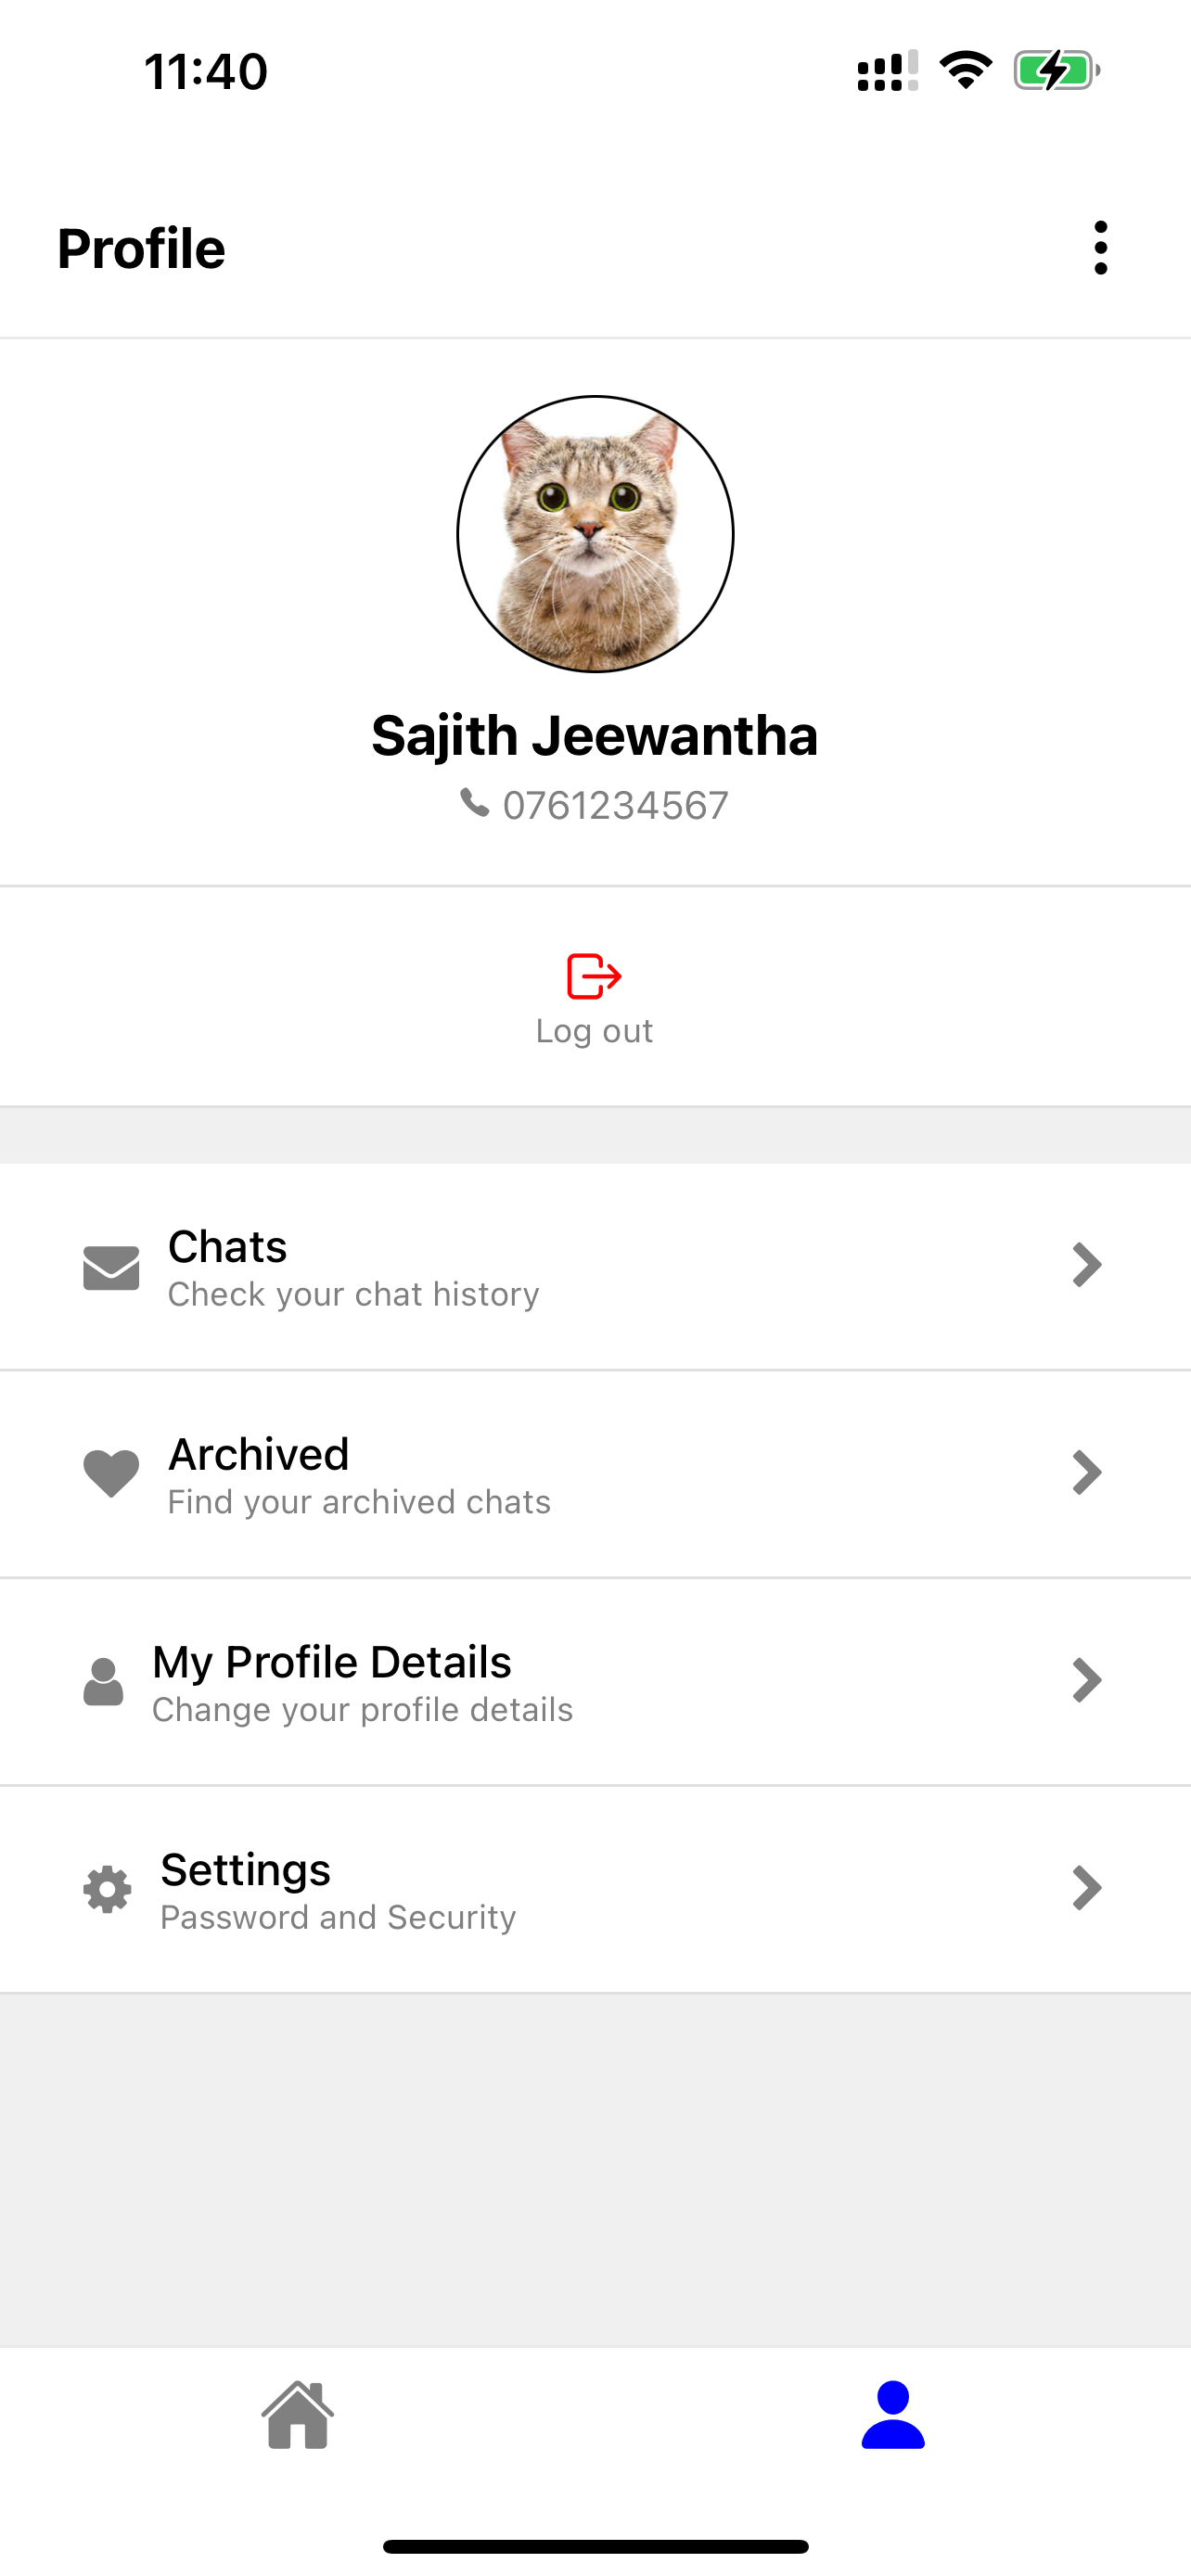 11:40
Profile
Sajith Jeewantha
0761234567
Log out
Chats
Check your chat history
Archived
Find your archived chats
My Profile Details
Change your profile details
Settings
Password and Security